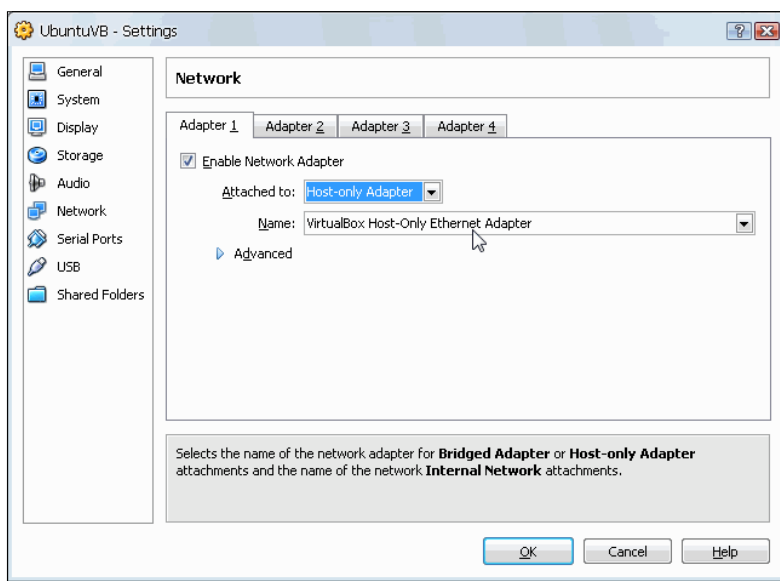 UbuntuVB - Settings
General
System
Display
Storage
Audio
Network
Serial Ports
USB
Shared Folders
Network
Adapter 1 Adapter 2 Adapter 3 Adapter 4
Enable Network Adapter
Attached to: Host-only Adapter
Name: VirtualBox Host-Only Ethernet Adapter
Advanced
Selects the name of the network adapter for Bridged Adapter or Host-only Adapter
attachments and the name of the network Internal Network attachments.
OK Cancel Help